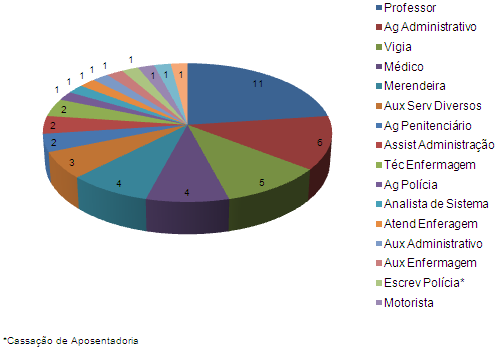 Professor
Ag Administrativo
Vigia
Médico
Merendeira
Aux Serv Diversos
Ag Penitenciário
Assist Administração
Téc Enfermagem
Ag Polícia
Analista de Sistema
Atend Enferagem
Aux Administrativo
Aux Enfermagem
Escrev Polícia*
Motorista
11
6
5
4
4
3
2
2
2
1
1
1
1
1
1
1
1
1
*Cassação de Aposentadoria